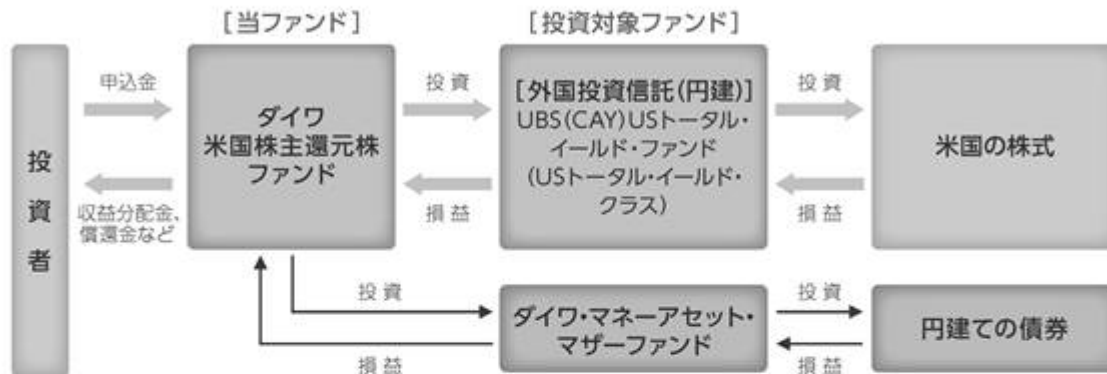 [当ファンド]
[投資対象ファンド]
投資者
申込金
収益分配金、
償還金など
ダイワ
米国株主還元株
ファンド
投資
損益
[外国投資信託(円建)]
UBS(CAY)USトータル・
イールド・ファンド
(USトータル・イールド・
クラス)
投資
損益
米国の株式
投資
損益
ダイワ・マネーアセット・
マザーファンド
投資
損益
円建ての債券